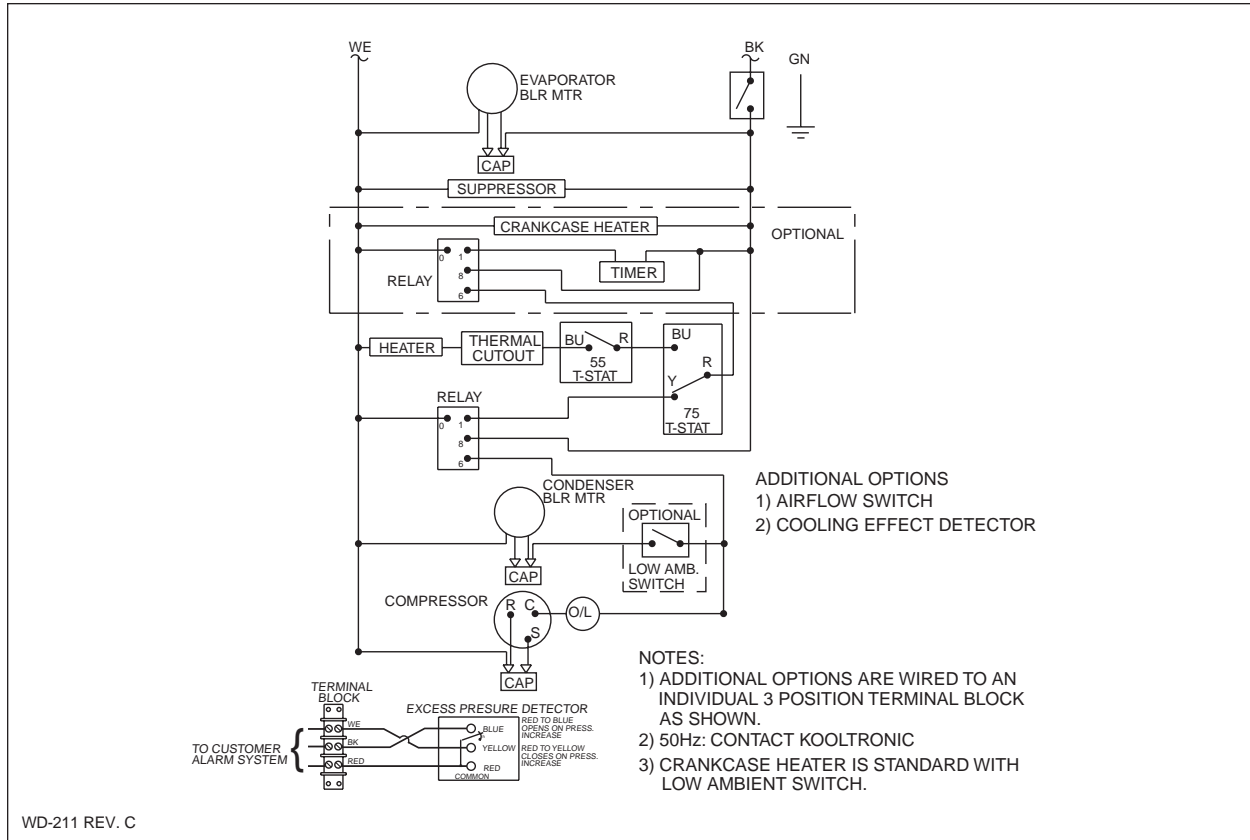 WE
BK
GN
EVAPORATOR
BLR MTR
CAP
SUPPRESSOR
CRANKCASE HEATER
OPTIONAL
0
1
8
6
RELAY
TIMER
HEATER
THERMAL
CUTOUT
BU
R
55
T-STAT
BU
R
Y
75
T-STAT
RELAY
0
1
8
6
CONDENSER
BLR MTR
CAP
OPTIONAL
LOW AMB.
SWITCH
ADDITIONAL OPTIONS
1) AIRFLOW SWITCH
2) COOLING EFFECT DETECTOR
COMPRESSOR
R
C
S
O/L
CAP
NOTES:
1) ADDITIONAL OPTIONS ARE WIRED TO AN
INDIVIDUAL 3 POSITION TERMINAL BLOCK
AS SHOWN.
2) 50Hz: CONTACT KOOLTRONIC
3) CRANKCASE HEATER IS STANDARD WITH
LOW AMBIENT SWITCH.
TERMINAL
BLOCK
WE
BK
RED
TO CUSTOMER
ALARM SYSTEM
EXCESS PRESURE DETECTOR
BLUE
YELLOW
RED
COMMON
RED TO BLUE
OPENS ON PRESS.
INCREASE
RED TO YELLOW
CLOSES ON PRESS.
INCREASE
WD-211 REV. C